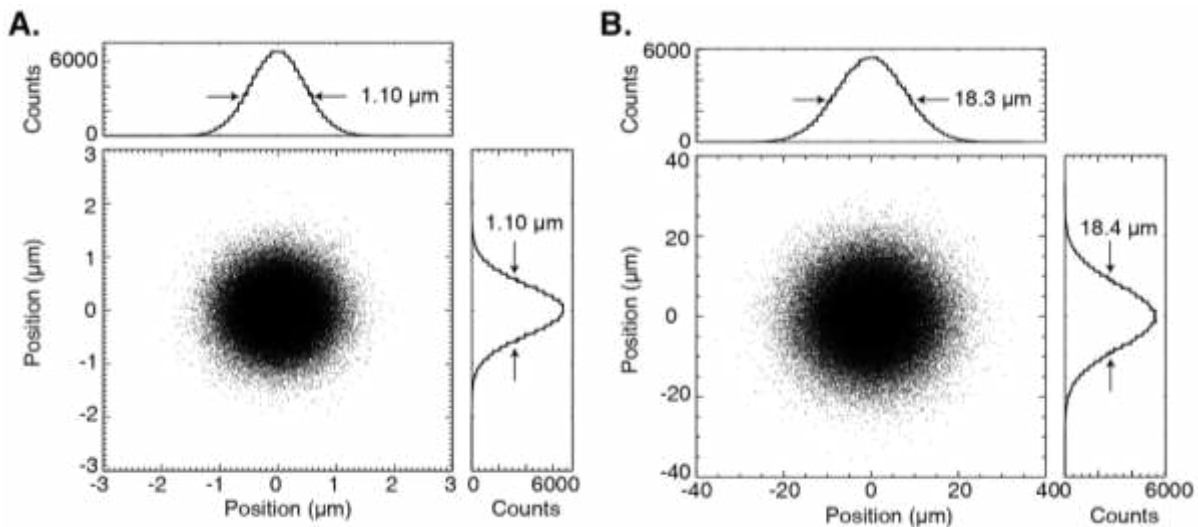 A.
6000
Counts
0
1.10 µm
-3 -2 -1 0 1 2 3
3
2
1
0
-1
-2
-3
Position (µm)
Position (µm)
1.10 µm
0 6000
Counts
B.
6000
Counts
0
18.3 µm
40
20
0
-20
-40
Position (µm)
-40 -20 0 20 40
Position (µm)
18.4 µm
0 6000
Counts